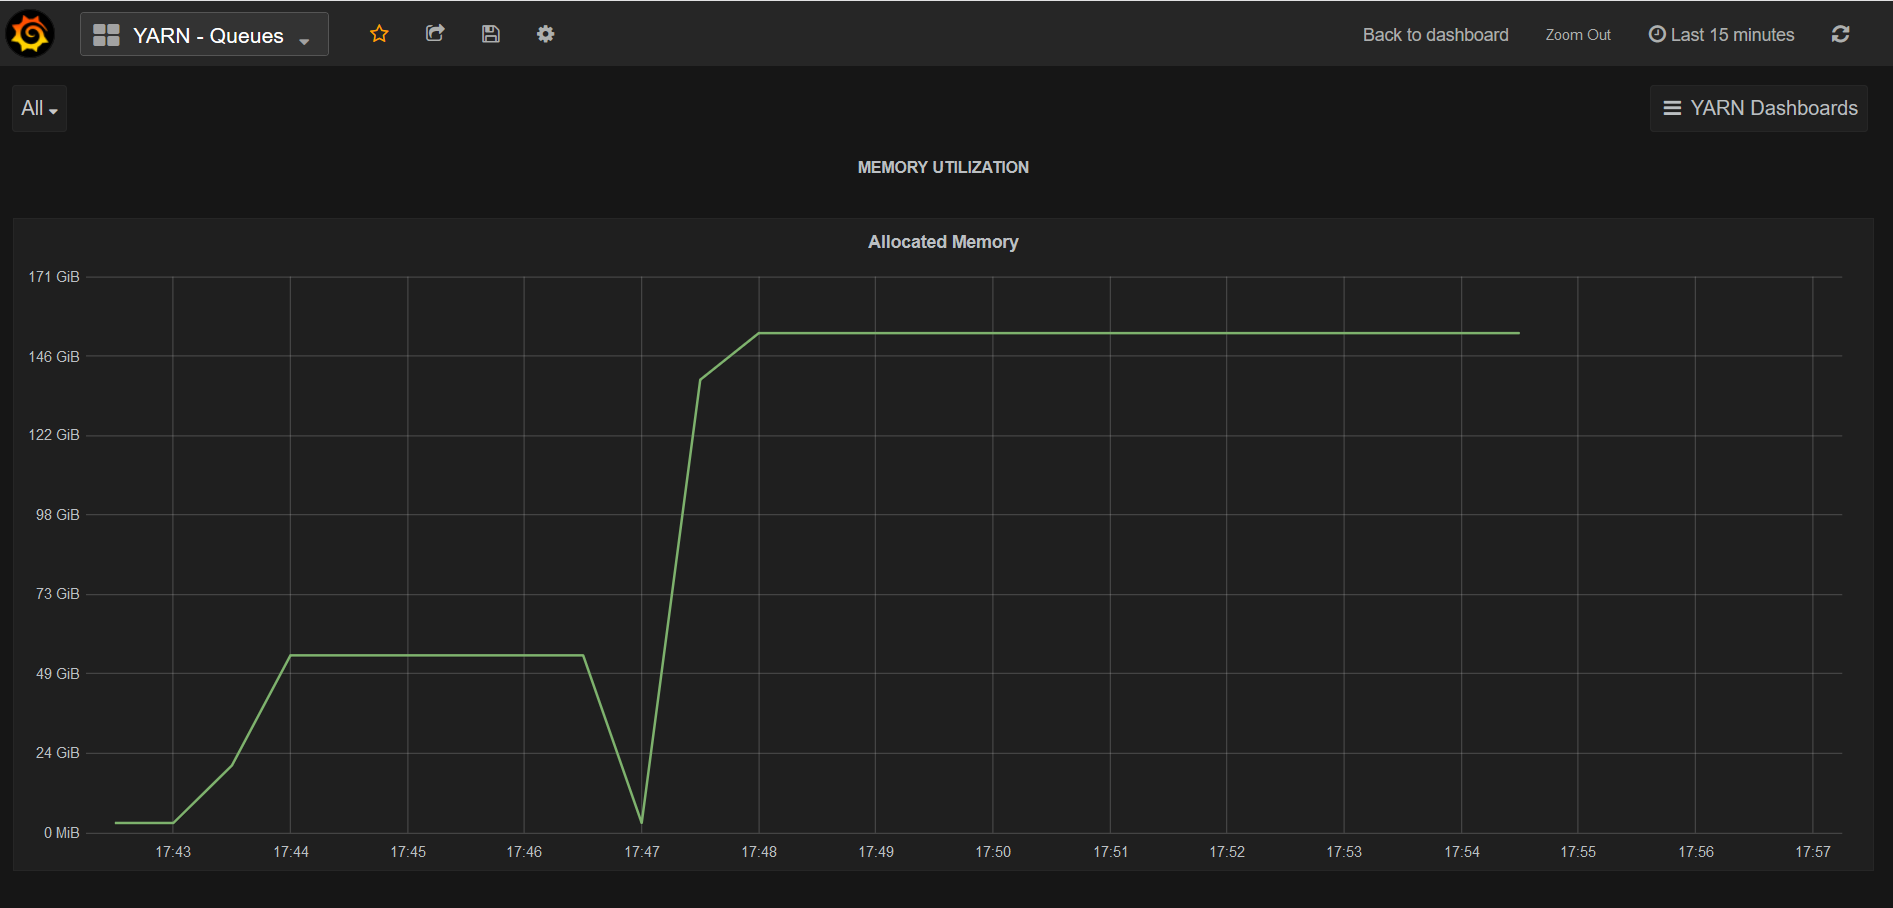 YARN - Queues
Back to dashboard
Zoom Out
Last 15 minutes
All
YARN Dashboards
MEMORY UTILIZATION
Allocated Memory
171 GiB
146 GiB
122 GiB
98 GiB
73 GiB
49 GiB
24 GiB
0 MiB
17:43 17:44 17:45 17:46 17:47 17:48 17:49 17:50 17:51 17:52 17:53 17:54 17:55 17:56 17:57